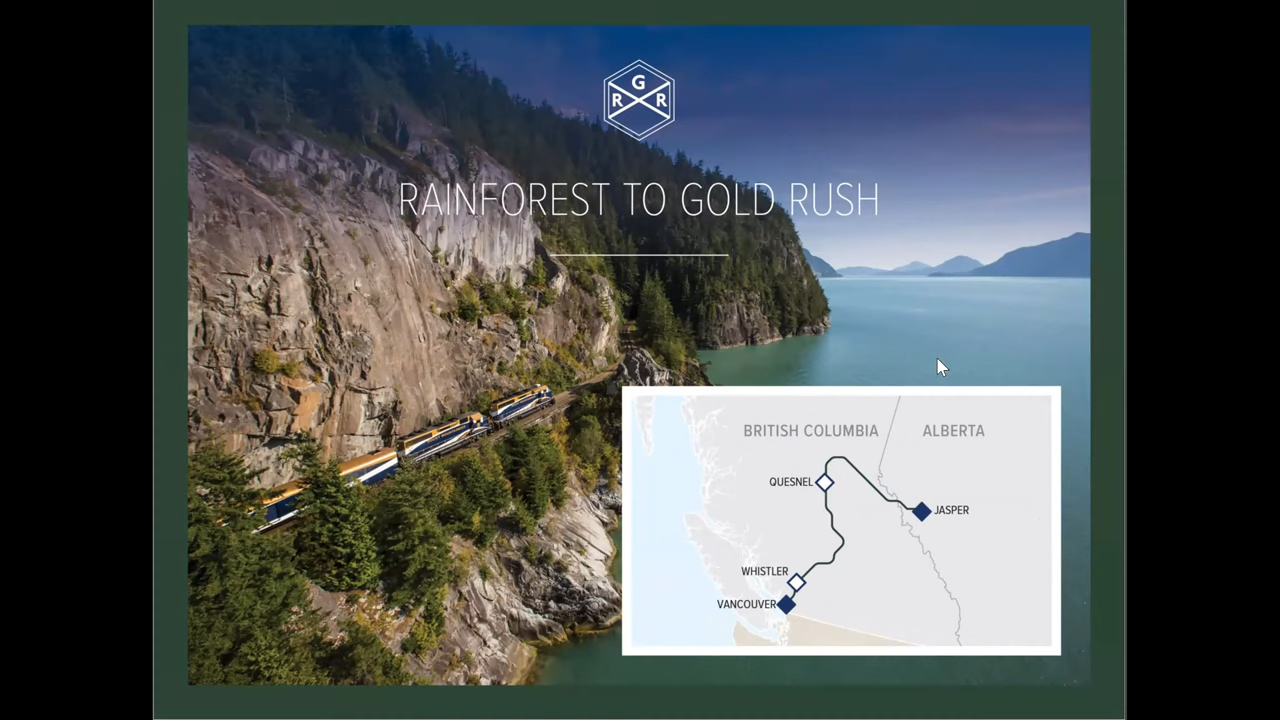 G
R R
RAINFOREST TO GOLD RUSH
BRITISH COLUMBIA
ALBERTA
QUESNEL
JASPER
WHISTLER
VANCOUVER